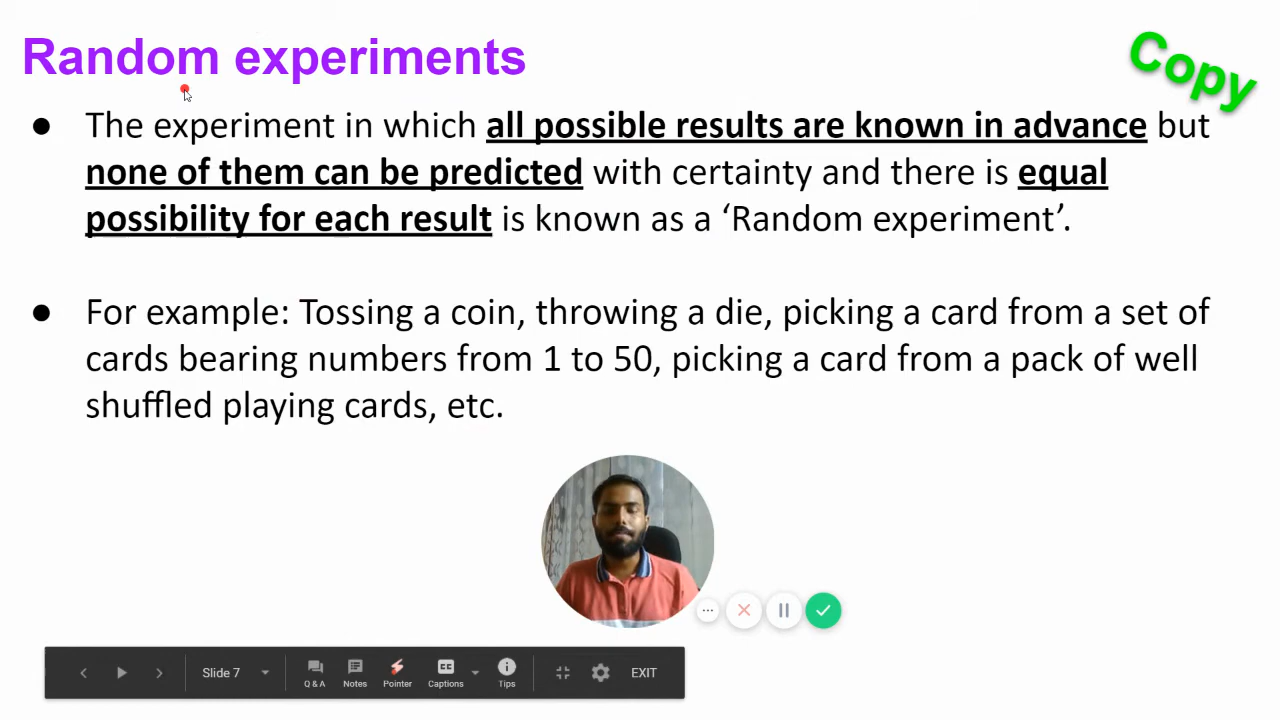 Random experiments
Copy
● The experiment in which all possible results are known in advance but
none of them can be predicted with certainty and there is equal
possibility for each result is known as a ‘Random experiment’.
● For example: Tossing a coin, throwing a die, picking a card from a set of
cards bearing numbers from 1 to 50, picking a card from a pack of well
shuffled playing cards, etc.
Slide 7
Q & A
Notes
Pointer
CC
Captions
Tips
EXIT